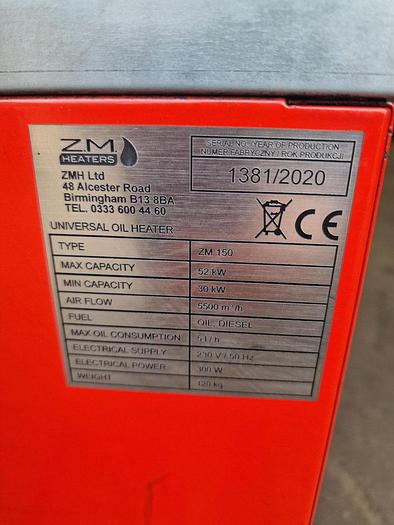 ZM
HEATERS
ZMH Ltd
48 Alcester Road
Birmingham B13 8BA
TEL. 0333 600 44 60
SERIAL NO. /YEAR OF PRODUCTION
NUMER FABRYCZNY / ROK PRODUKCJI
1381/2020
CE
UNIVERSAL OIL HEATER
TYPE ZM 150
MAX CAPACITY 52 kW
MIN CAPACITY 30 kW
AIR FLOW 5500 m³/h
FUEL OIL, DIESEL
MAX OIL CONSUMPTION 5 l / h
ELECTRICAL SUPPLY 230 V / 50 Hz
ELECTRICAL POWER 300 W
WEIGHT 120 kg